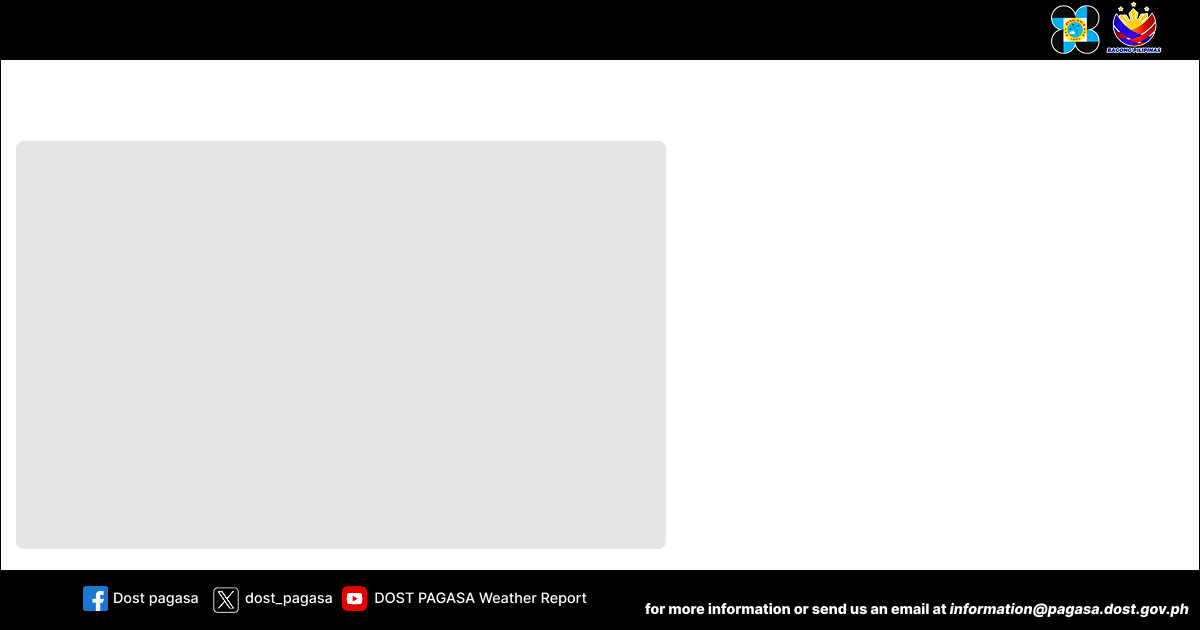 BAGONG PILIPINAS
Dost pagasa dost_pagasa DOST PAGASA Weather Report
for more information or send us an email at information@pagasa.dost.gov.ph